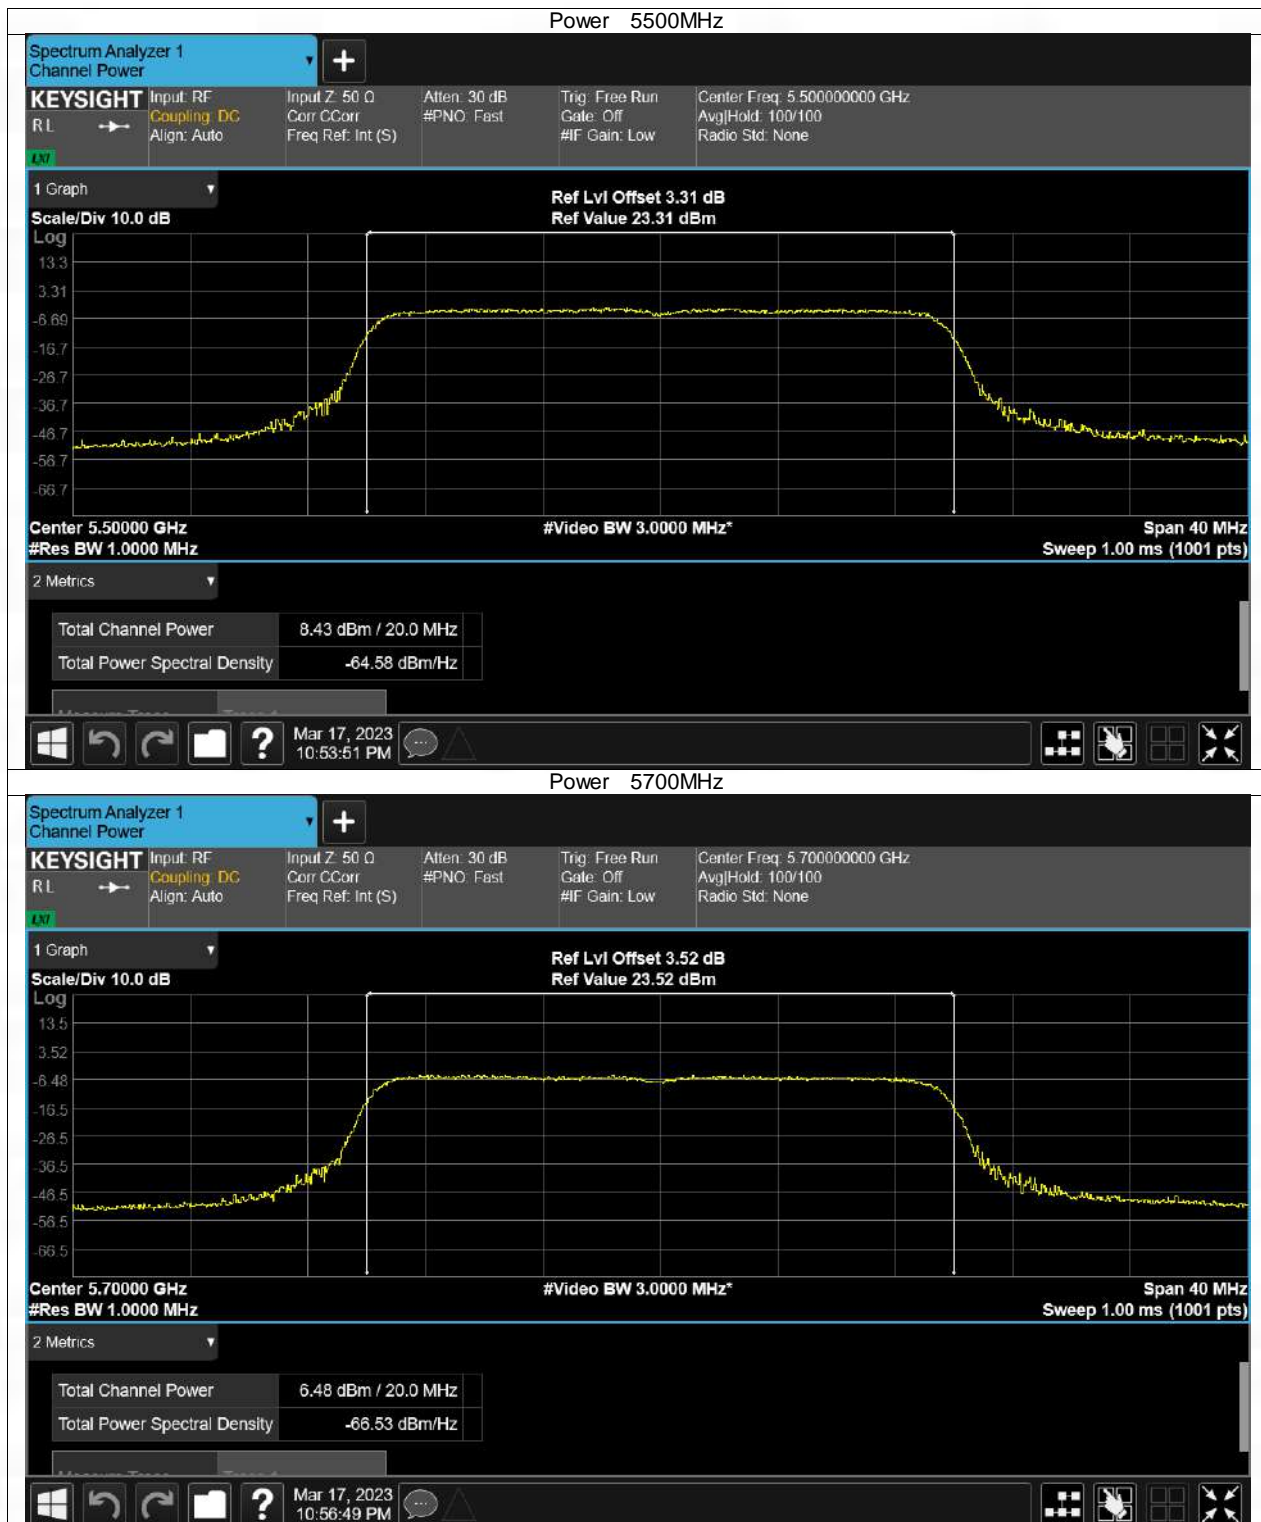 Power 5500MHz
Spectrum Analyzer 1
Channel Power
KEYSIGHT Input: RF Input Z: 50 Ω Atten: 30 dB Trig: Free Run Center Freq: 5.500000000 GHz
RL Coupling: DC Corr CCorr #PNO: Fast Gate: Off Avg|Hold: 100/100
Align: Auto Freq Ref: Int (S) #IF Gain: Low Radio Std: None
LXI
1 Graph
Ref Lvl Offset 3.31 dB
Scale/Div 10.0 dB Ref Value 23.31 dBm
Log
13.3
3.31
-6.69
-16.7
-26.7
-36.7
-46.7
-56.7
-66.7
Center 5.50000 GHz #Video BW 3.0000 MHz* Span 40 MHz
#Res BW 1.0000 MHz Sweep 1.00 ms (1001 pts)
2 Metrics
Total Channel Power 8.43 dBm / 20.0 MHz
Total Power Spectral Density -64.58 dBm/Hz
? Mar 17, 2023
10:53:51 PM
Power 5700MHz
Spectrum Analyzer 1
Channel Power
KEYSIGHT Input: RF Input Z: 50 Ω Atten: 30 dB Trig: Free Run Center Freq: 5.700000000 GHz
RL Coupling: DC Corr CCorr #PNO: Fast Gate: Off Avg|Hold: 100/100
Align: Auto Freq Ref: Int (S) #IF Gain: Low Radio Std: None
LXI
1 Graph
Ref Lvl Offset 3.52 dB
Scale/Div 10.0 dB Ref Value 23.52 dBm
Log
13.5
3.52
-6.48
-16.5
-26.5
-36.5
-46.5
-56.5
-66.5
Center 5.70000 GHz #Video BW 3.0000 MHz* Span 40 MHz
#Res BW 1.0000 MHz Sweep 1.00 ms (1001 pts)
2 Metrics
Total Channel Power 6.48 dBm / 20.0 MHz
Total Power Spectral Density -66.53 dBm/Hz
? Mar 17, 2023
10:56:49 PM